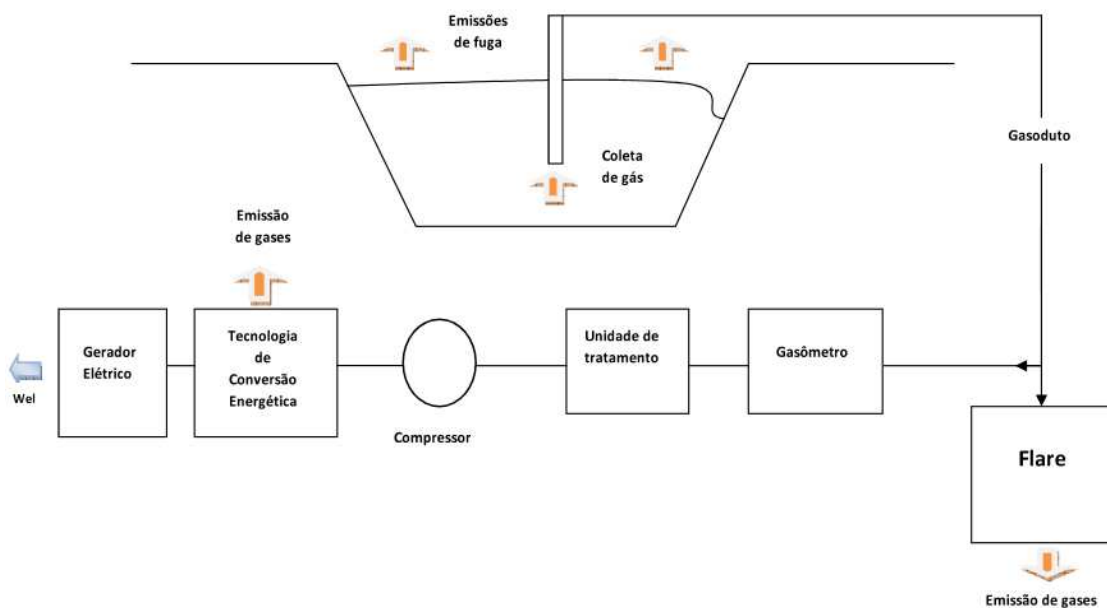 Emissões
de fuga
Gasoduto
Coleta
de gás
Emissão
de gases
Gerador
Elétrico
Tecnologia
de
Conversão
Energética
Unidade de
tratamento
Gasômetro
Wel
Compressor
Flare
Emissão de gases